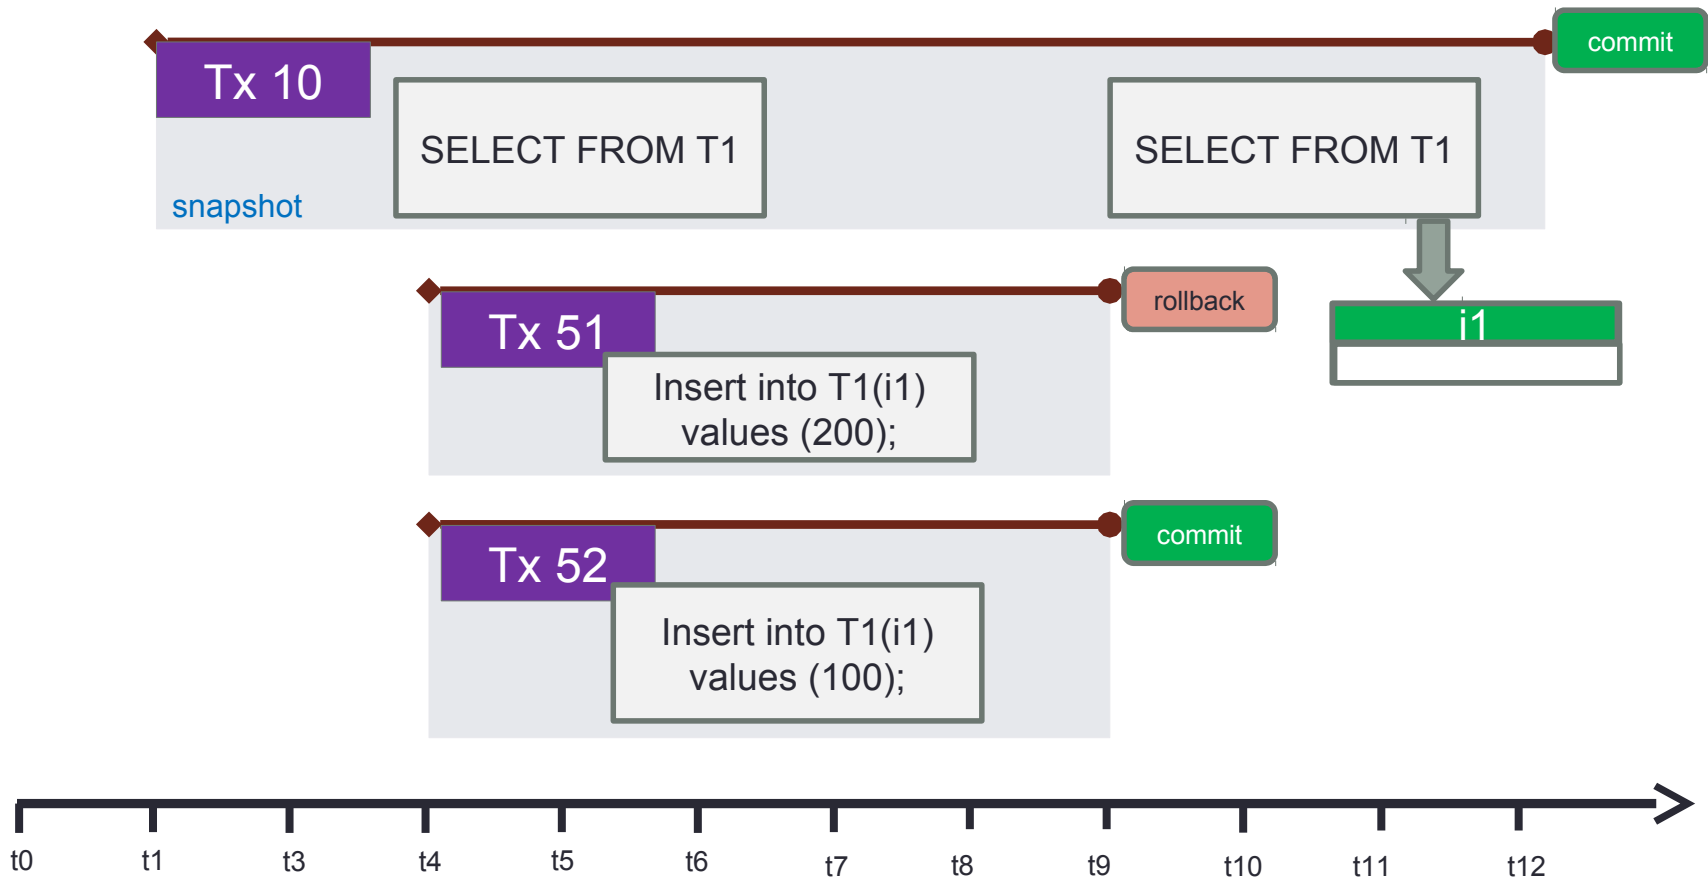 commit
Tx 10
SELECT FROM T1
SELECT FROM T1
snapshot
rollback
Tx 51
i1
Insert into T1(i1)
values (200);
commit
Tx 52
Insert into T1(i1)
values (100);
t0 t1 t3 t4 t5 t6 t7 t8 t9 t10 t11 t12